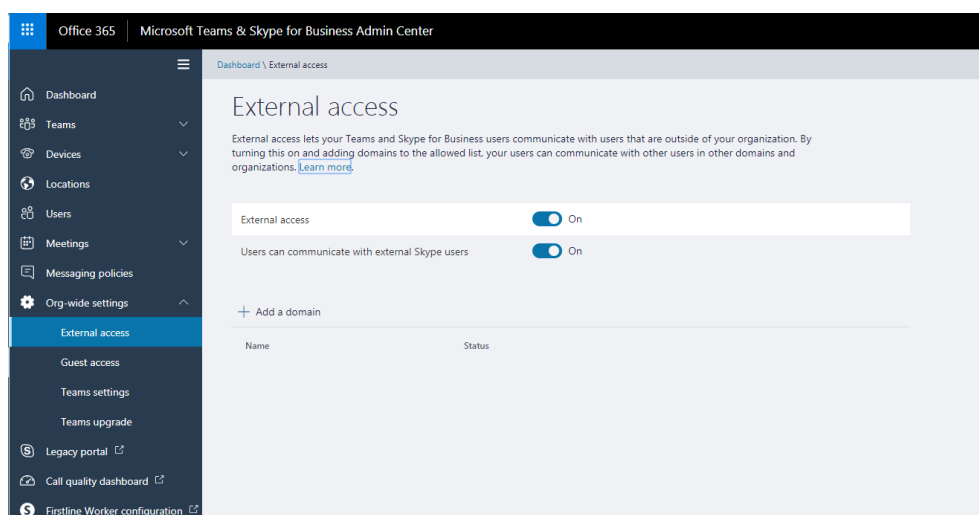 Office 365
Microsoft Teams & Skype for Business Admin Center
Dashboard \ External access
Dashboard
Teams
Devices
Locations
Users
Meetings
Messaging policies
Org-wide settings
External access
Guest access
Teams settings
Teams upgrade
Legacy portal
Call quality dashboard
Firstline Worker configuration
External access
External access lets your Teams and Skype for Business users communicate with users that are outside of your organization. By
turning this on and adding domains to the allowed list, your users can communicate with other users in other domains and
organizations. Learn more.
External access On
Users can communicate with external Skype users On
Add a domain
Name Status